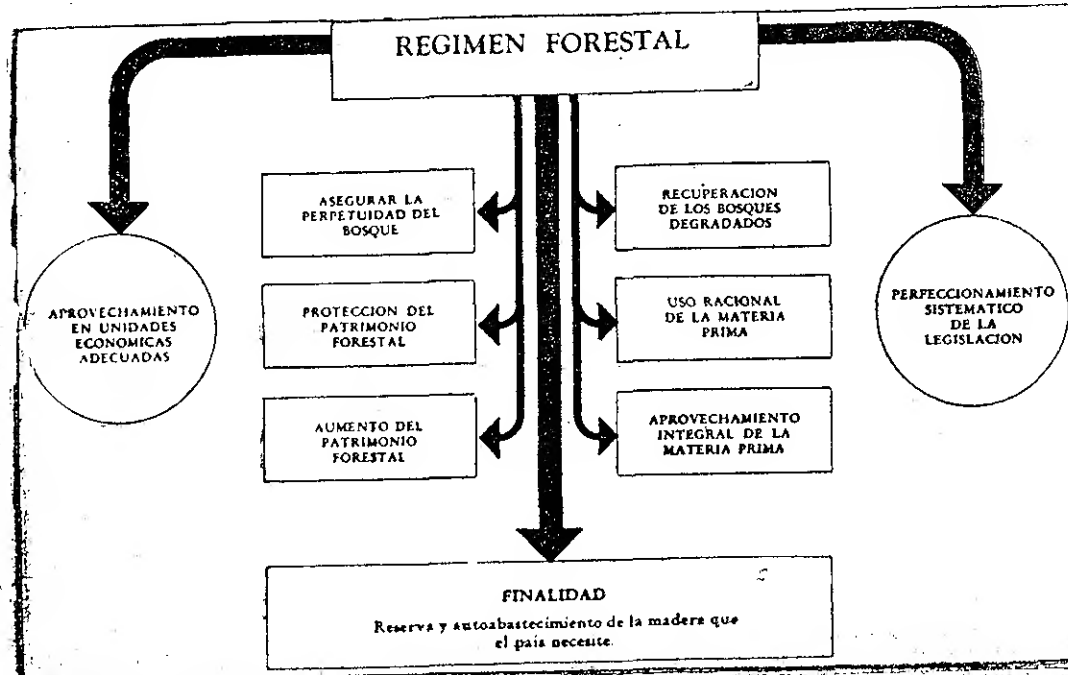 REGIMEN FORESTAL
ASEGURAR LA
PERPETUIDAD DEL
BOSQUE
RECUPERACION
DE LOS BOSQUES
DEGRADADOS
APROVECHAMIENTO
EN UNIDADES
ECONOMICAS
ADECUADAS
PROTECCION DEL
PATRIMONIO
FORESTAL
USO RACIONAL
DE LA MATERIA
PRIMA
PERFECCIONAMIENTO
SISTEMATICO
DE LA
LEGISLACION
AUMENTO DEL
PATRIMONIO
FORESTAL
APROVECHAMIENTO
INTEGRAL DE LA
MATERIA PRIMA
FINALIDAD
Reserva y autoabastecimiento de la madera que
el país necesite.